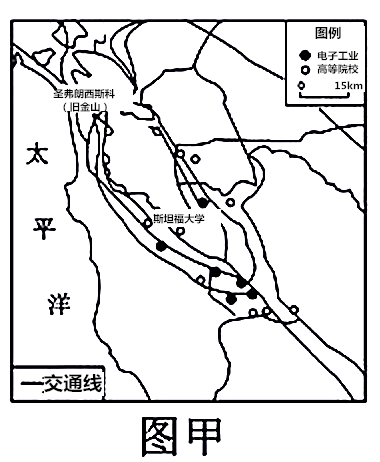 图例
电子工业
高等院校
15km
圣弗朗西斯科
（旧金山）
太
平
洋
斯坦福大学
交通线
图甲